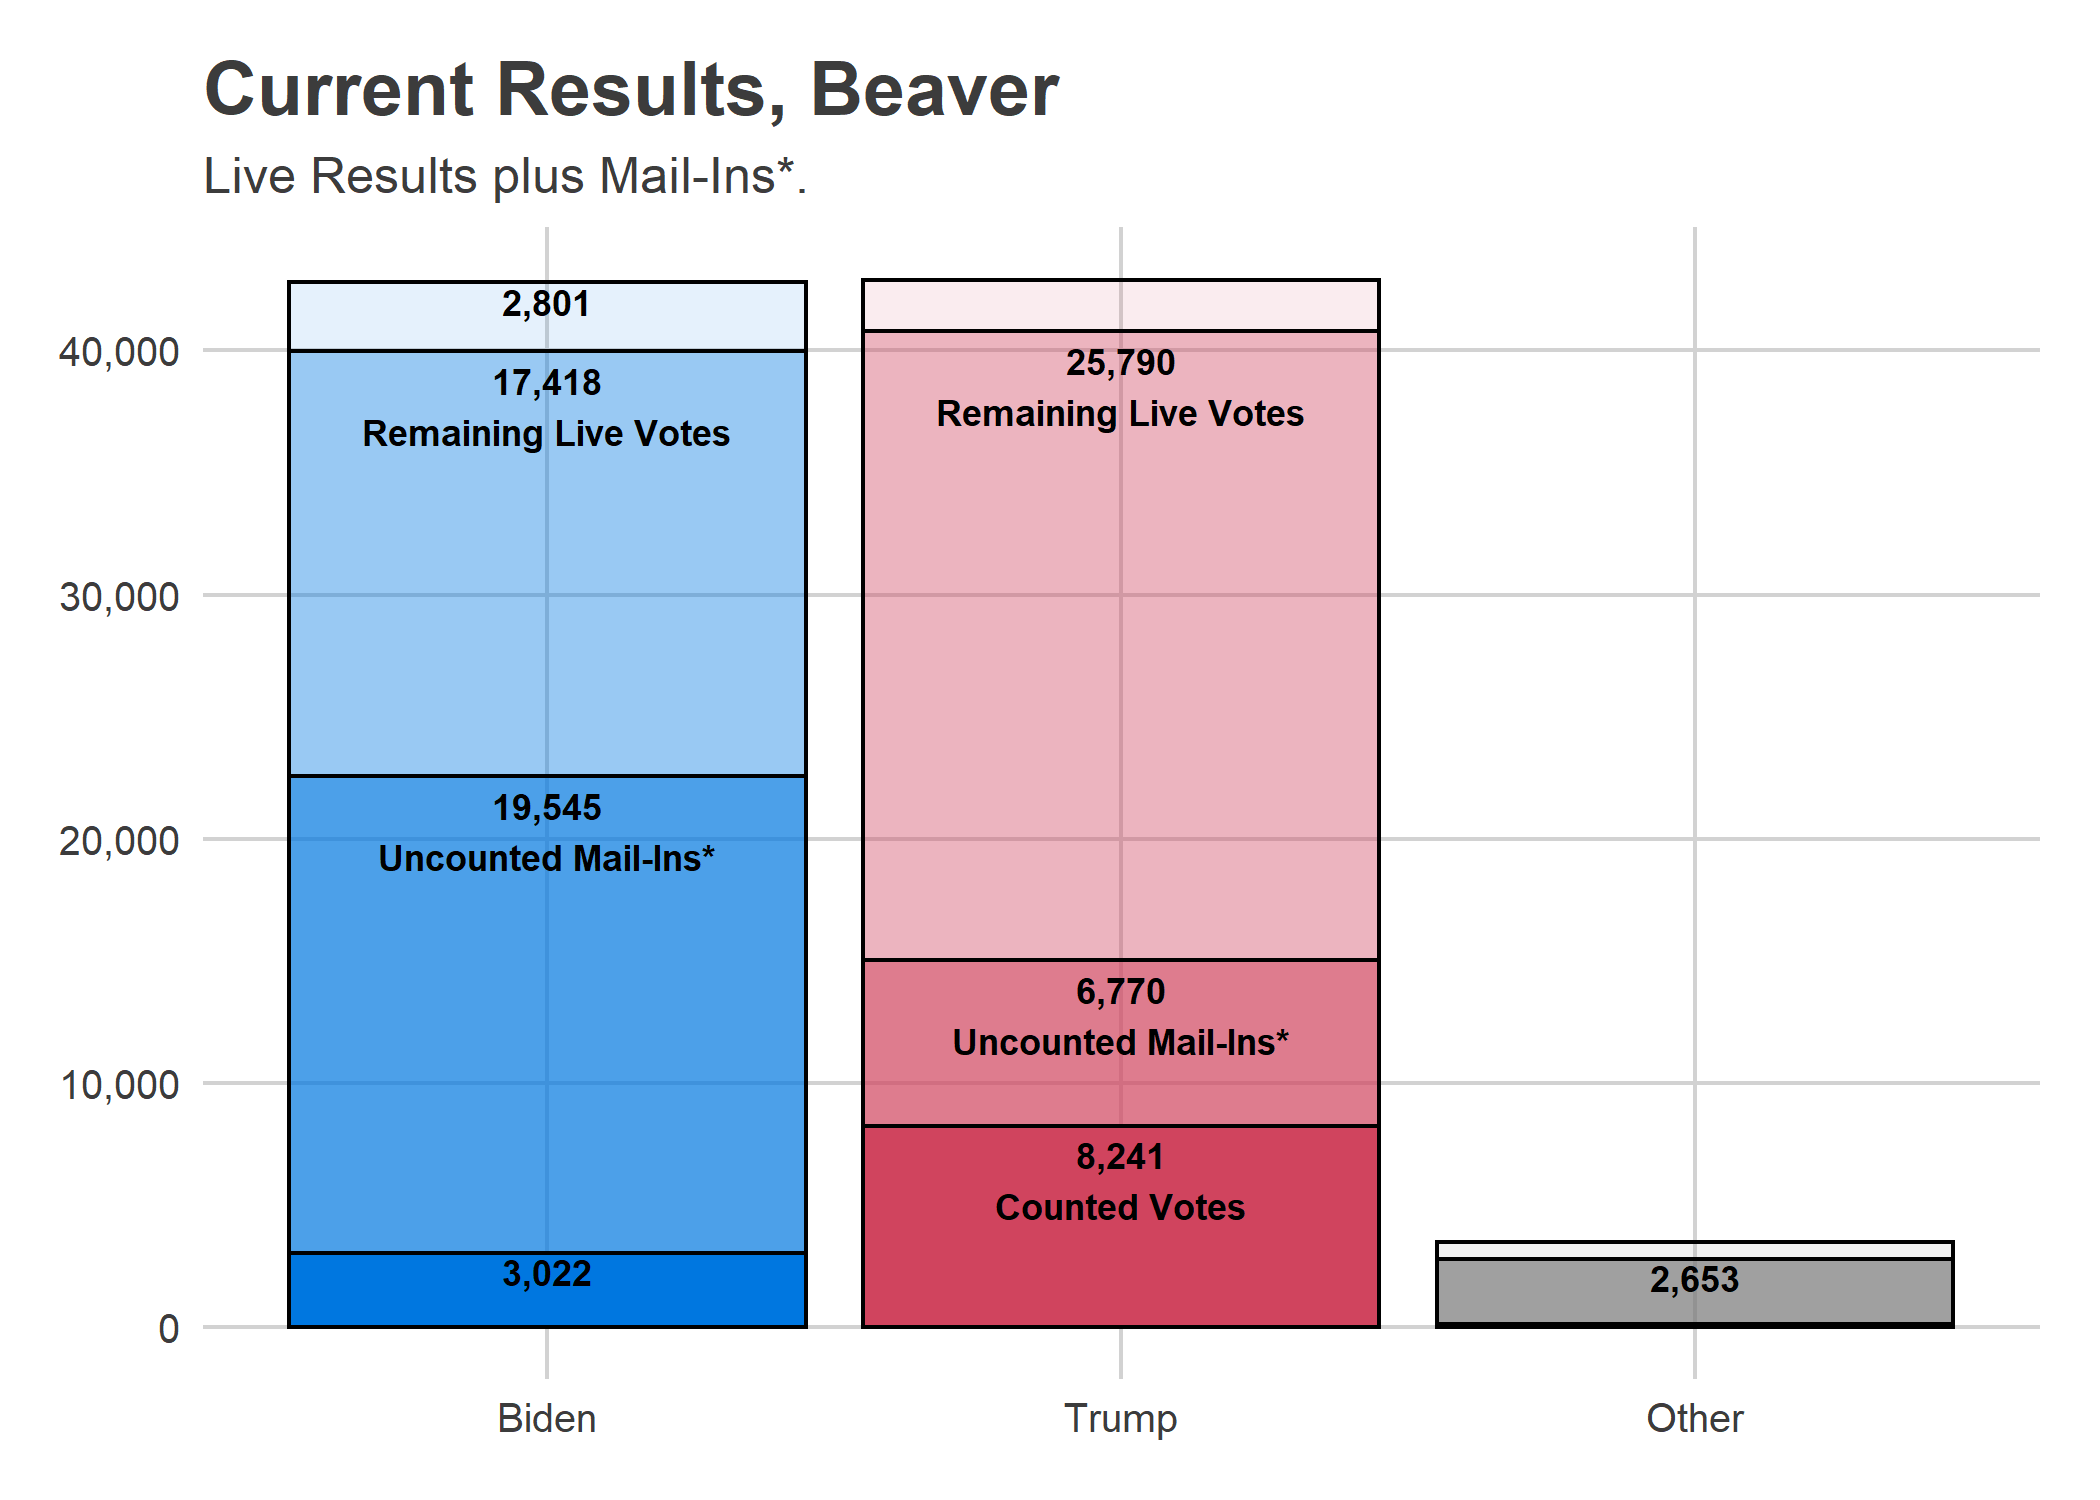 Current Results, Beaver
Live Results plus Mail-Ins*.
40,000
30,000
20,000
10,000
0
2,801
17,418
Remaining Live Votes
19,545
Uncounted Mail-Ins*
3,022
25,790
Remaining Live Votes
6,770
Uncounted Mail-Ins*
8,241
Counted Votes
2,653
Biden
Trump
Other